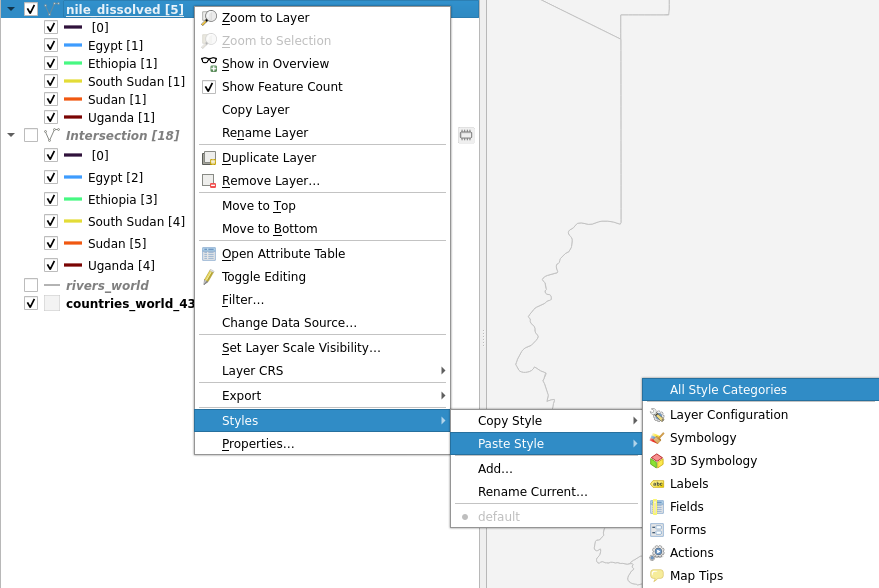 nile_dissolved [5]
[0]
Egypt [1]
Ethiopia [1]
South Sudan [1]
Sudan [1]
Uganda [1]
Intersection [18]
[0]
Egypt [2]
Ethiopia [3]
South Sudan [4]
Sudan [5]
Uganda [4]
rivers_world
countries_world_43
Zoom to Layer
Zoom to Selection
Show in Overview
Show Feature Count
Copy Layer
Rename Layer
Duplicate Layer
Remove Layer…
Move to Top
Move to Bottom
Open Attribute Table
Toggle Editing
Filter…
Change Data Source…
Set Layer Scale Visibility…
Layer CRS
Export
Styles
Properties…
Copy Style
Paste Style
Add…
Rename Current…
default
All Style Categories
Layer Configuration
Symbology
3D Symbology
Labels
Fields
Forms
Actions
Map Tips